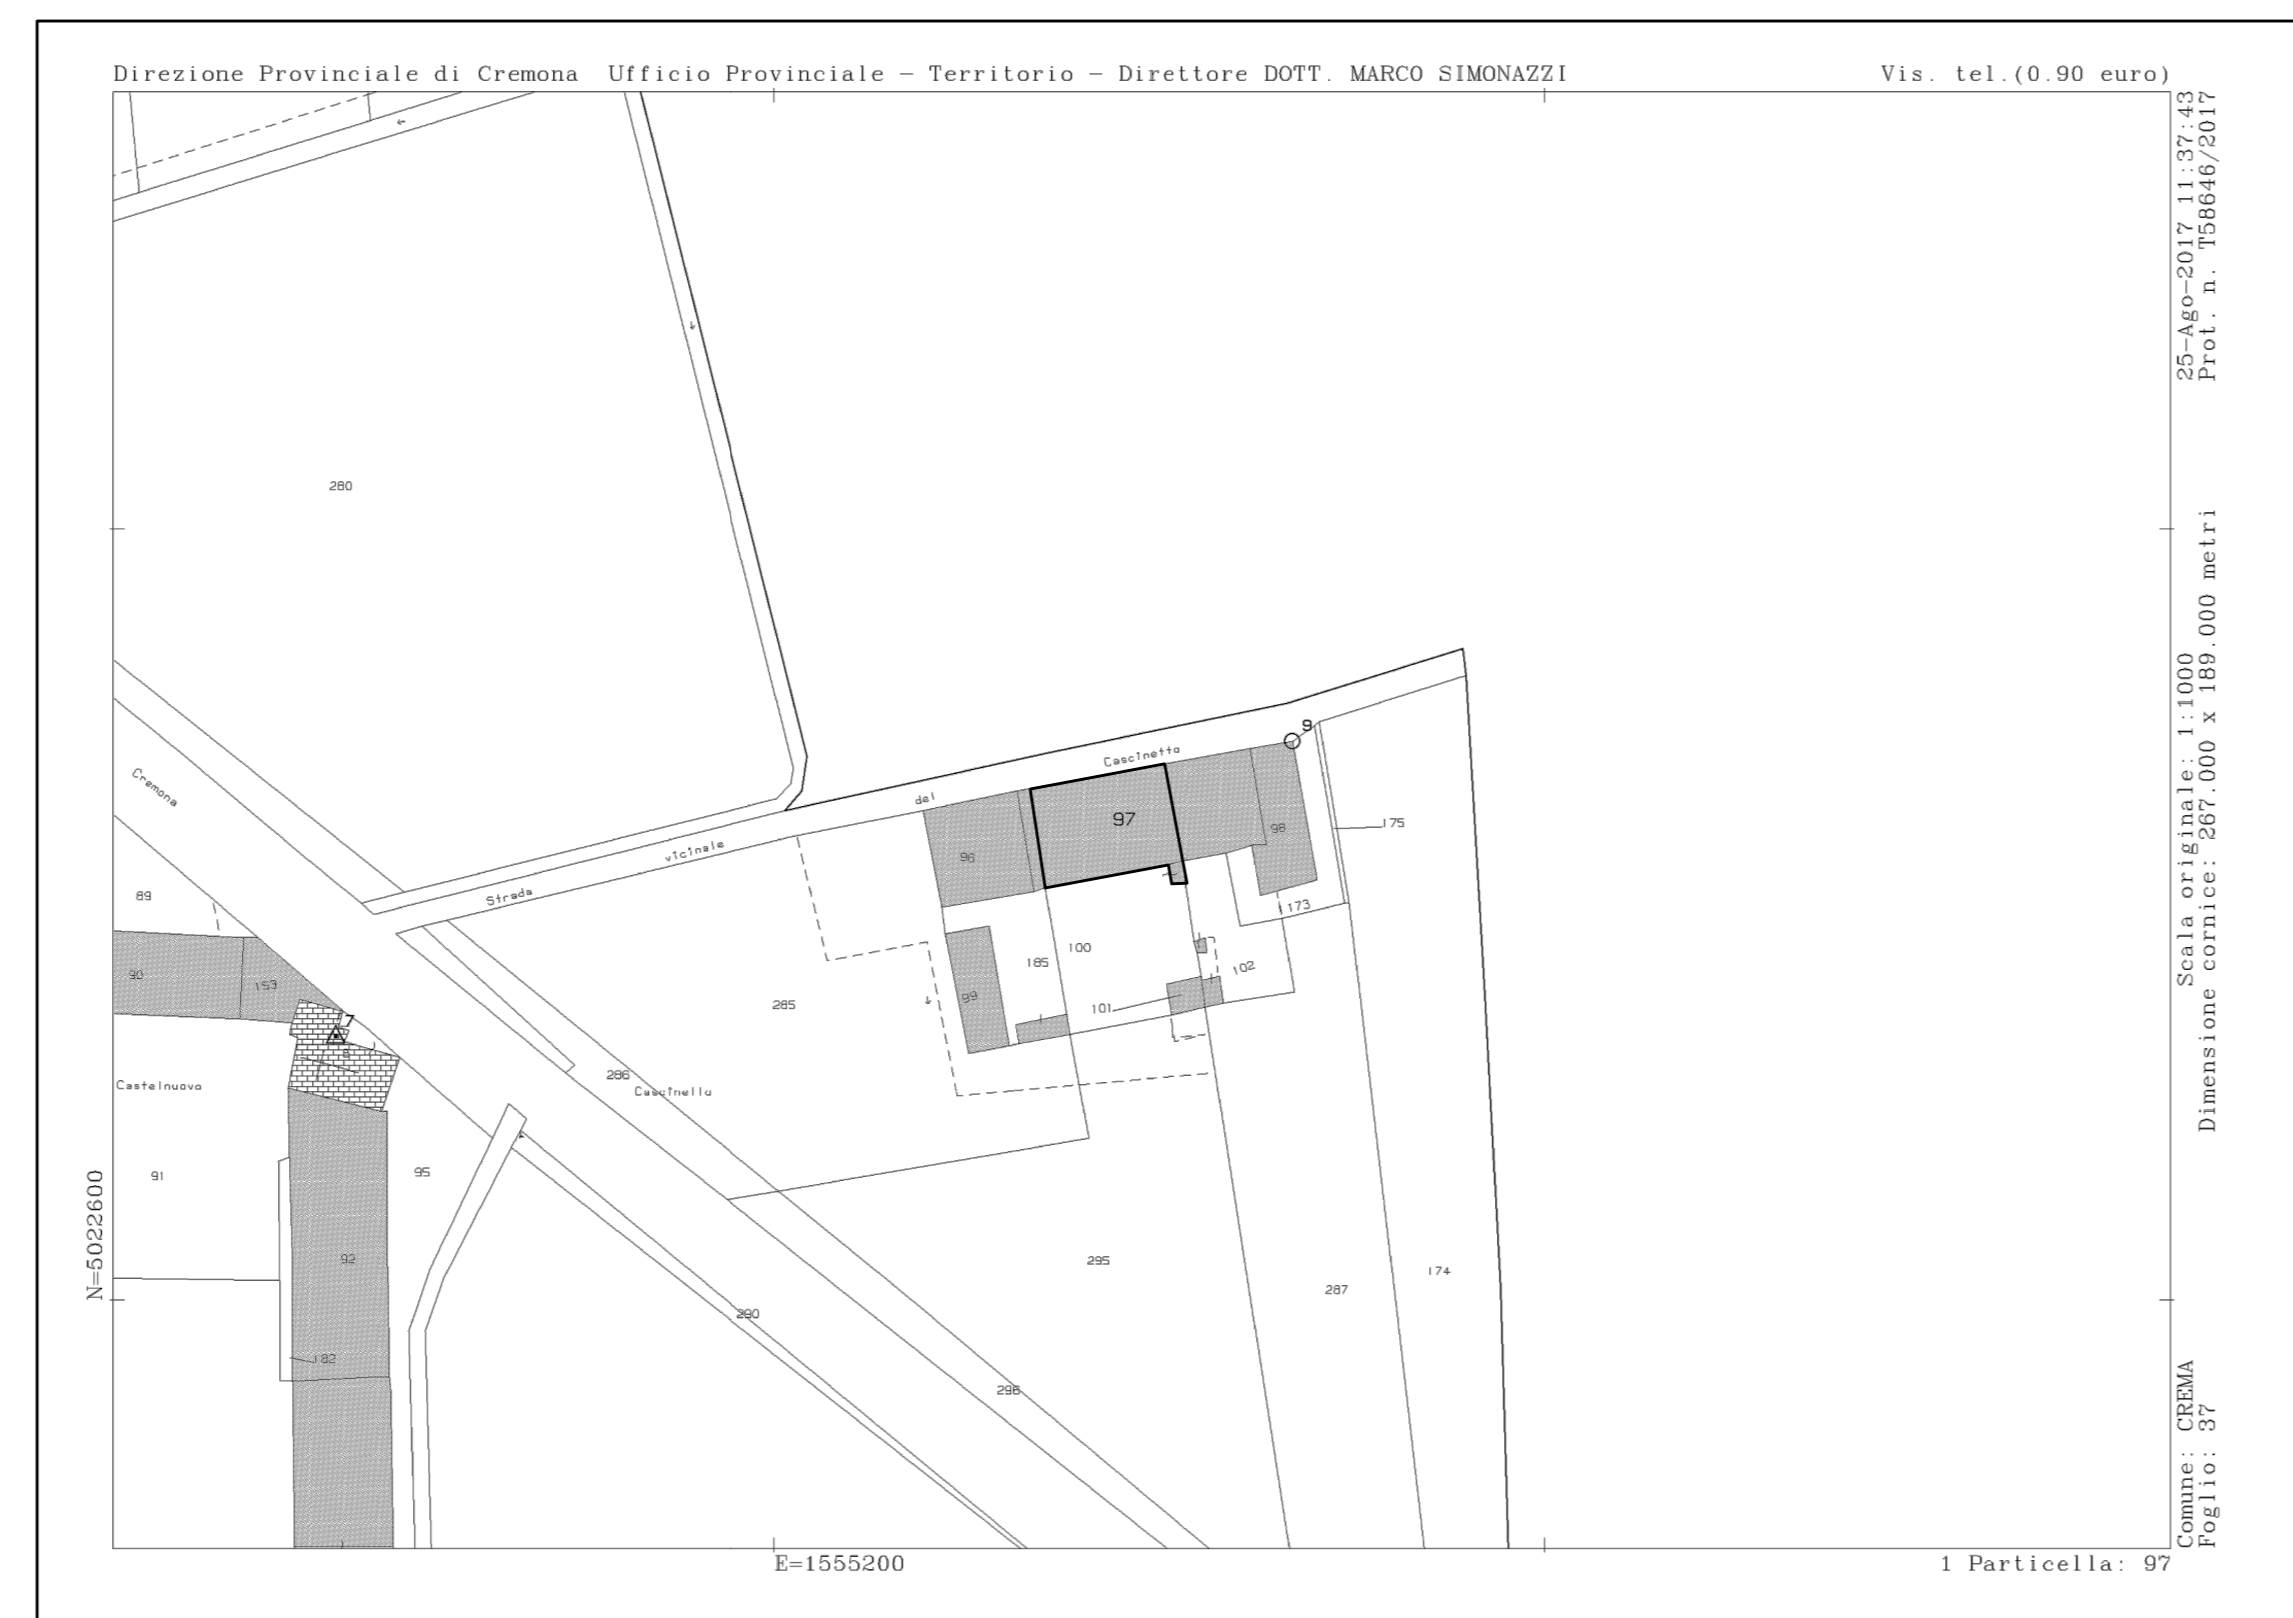 Direzione Provinciale di Cremona Ufficio Provinciale - Territorio - Direttore DOTT. MARCO SIMONAZZI
Vis. tel.(0.90 euro)
25-Ago-2017 11:37:43
Prot. n. T58646/2017
280
Cremona
9
Cascinetto
del
97
98
175
96
vicinale
Strada
89
173
100
185
102
90
153
99
285
101
7
8
Castelnuovo
286
Cascinello
95
91
92
295
287
174
290
182
296
N=5022600
E=1555200
Scala originale: 1:1000
Dimensione cornice: 267.000 x 189.000 metri
Comune: CREMA
Foglio: 37
1 Particella: 97